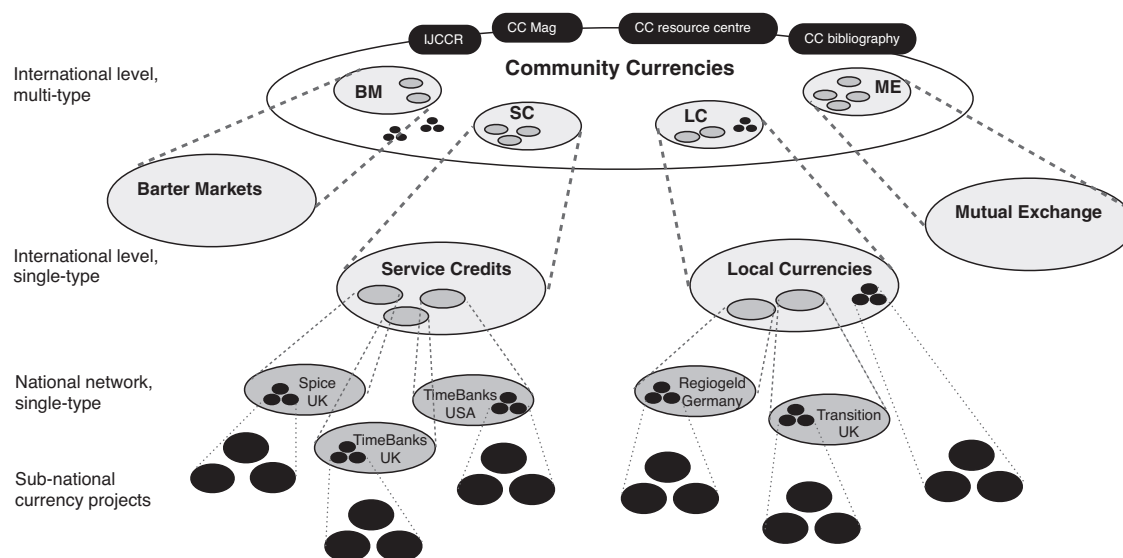 IJCCR
CC Mag
CC resource centre
CC bibliography
International level,
multi-type
Community Currencies
BM
SC
LC
ME
Barter Markets
Mutual Exchange
International level,
single-type
Service Credits
Local Currencies
National network,
single-type
Spice
UK
TimeBanks
USA
TimeBanks
UK
Regiogeld
Germany
Transition
UK
Sub-national
currency projects